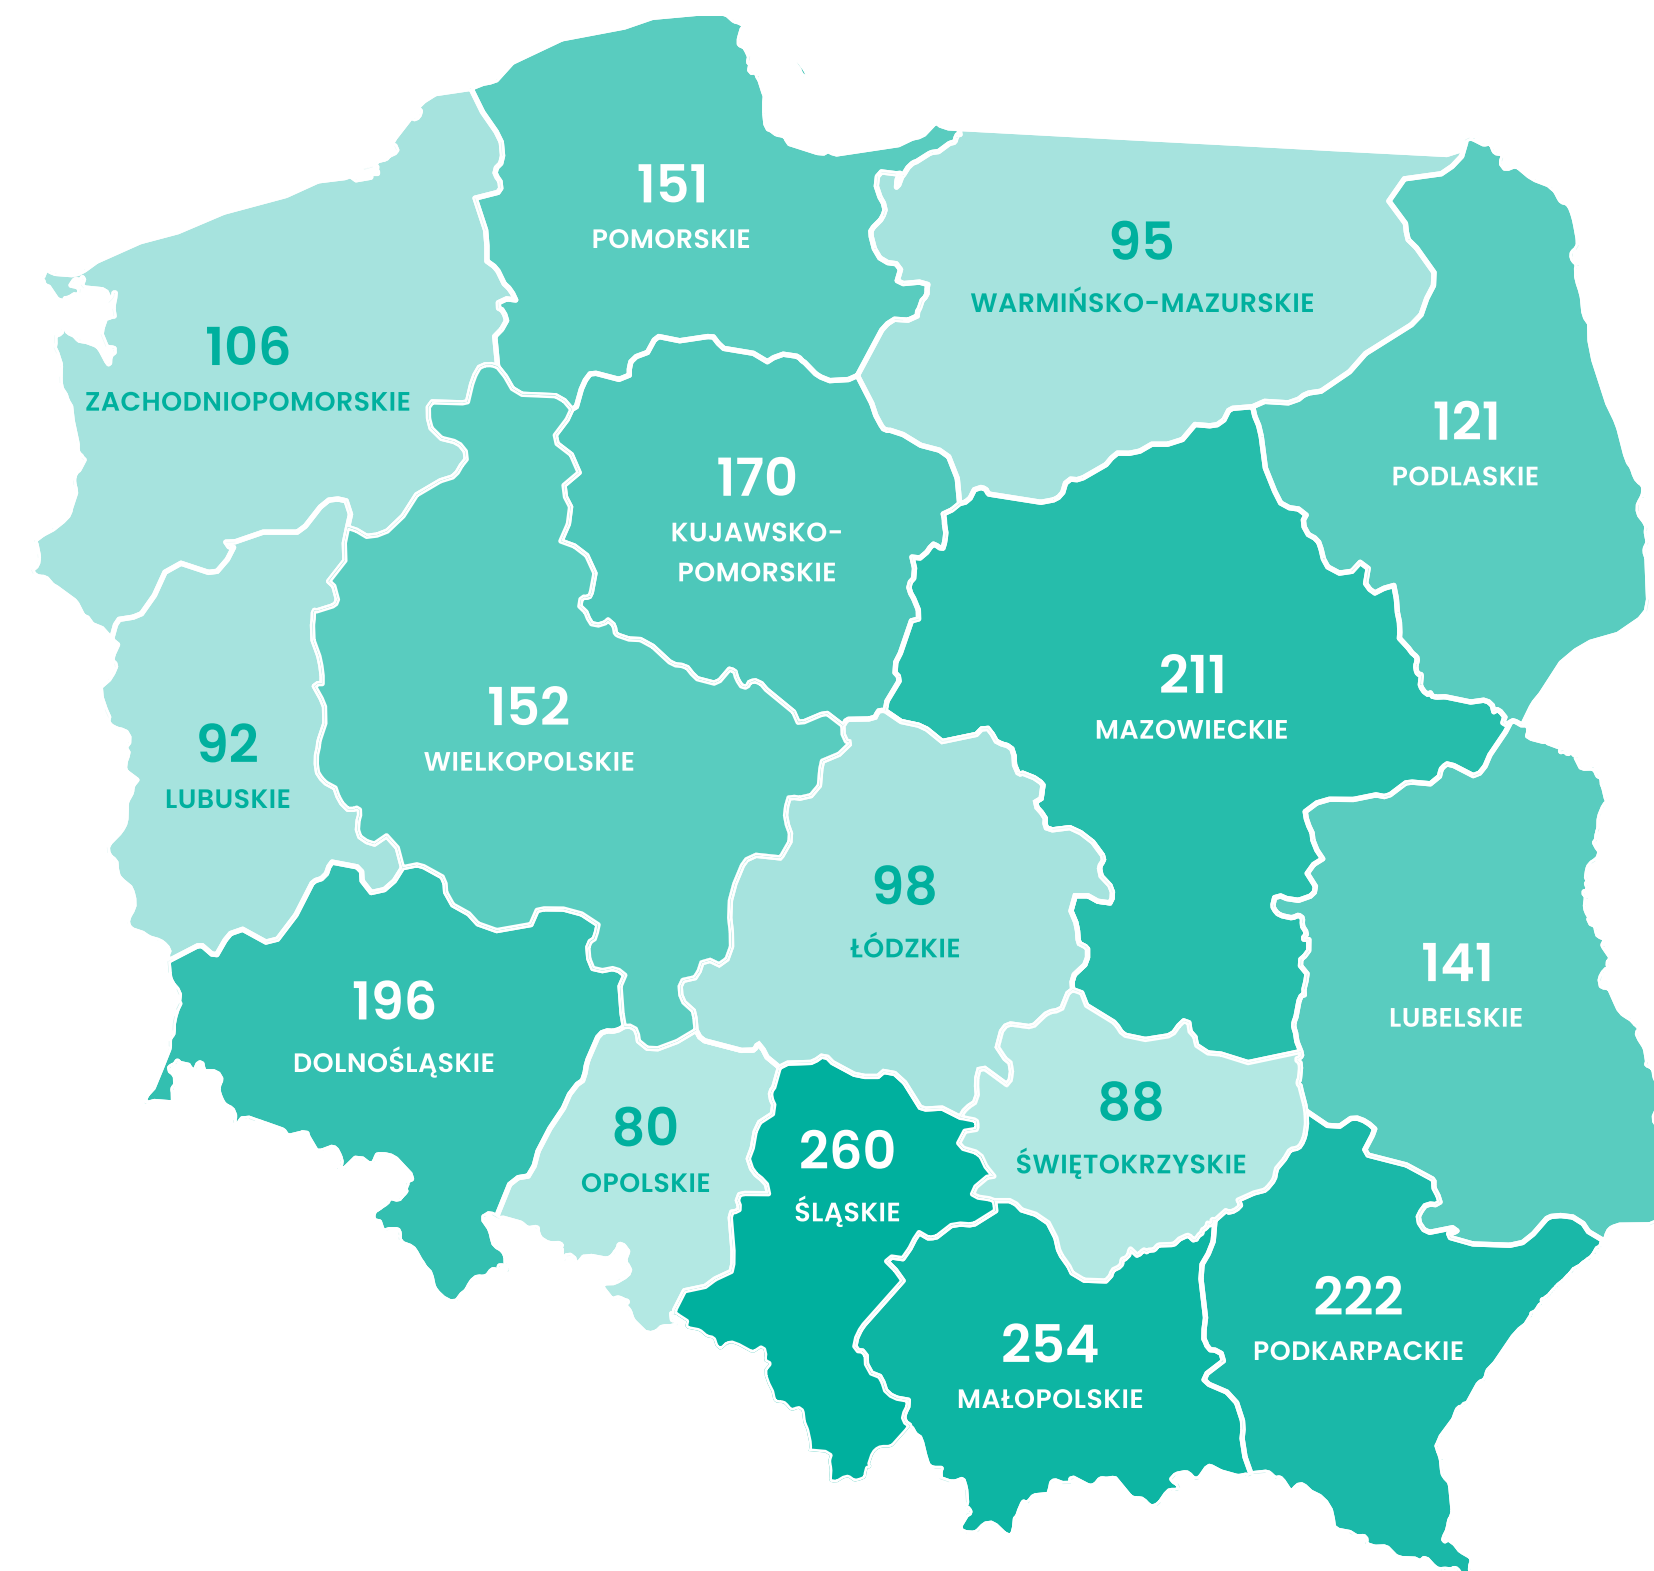 151
POMORSKIE
95
WARMIŃSKO-MAZURSKIE
106
ZACHODNIOPOMORSKIE
121
PODLASKIE
170
KUJAWSKO-
POMORSKIE
211
MAZOWIECKIE
152
WIELKOPOLSKIE
92
LUBUSKIE
98
ŁÓDZKIE
141
LUBELSKIE
196
DOLNOŚLĄSKIE
80
OPOLSKIE
260
ŚLĄSKIE
88
ŚWIĘTOKRZYSKIE
254
MAŁOPOLSKIE
222
PODKARPACKIE